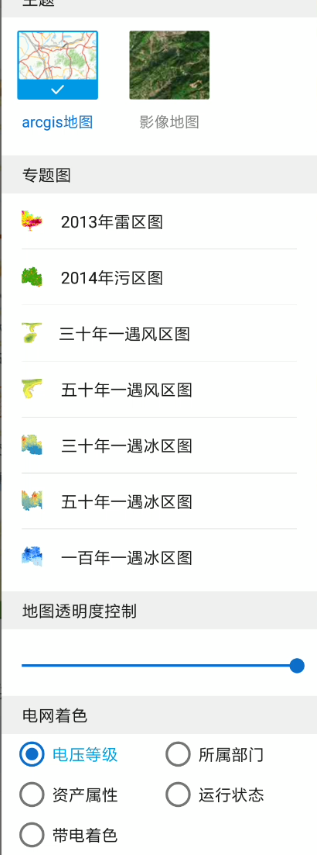 主题
arcgis地图 影像地图
专题图
2013年雷区图
2014年污区图
三十年一遇风区图
五十年一遇风区图
三十年一遇冰区图
五十年一遇冰区图
一百年一遇冰区图
地图透明度控制
电网着色
电压等级 所属部门
资产属性 运行状态
带电着色